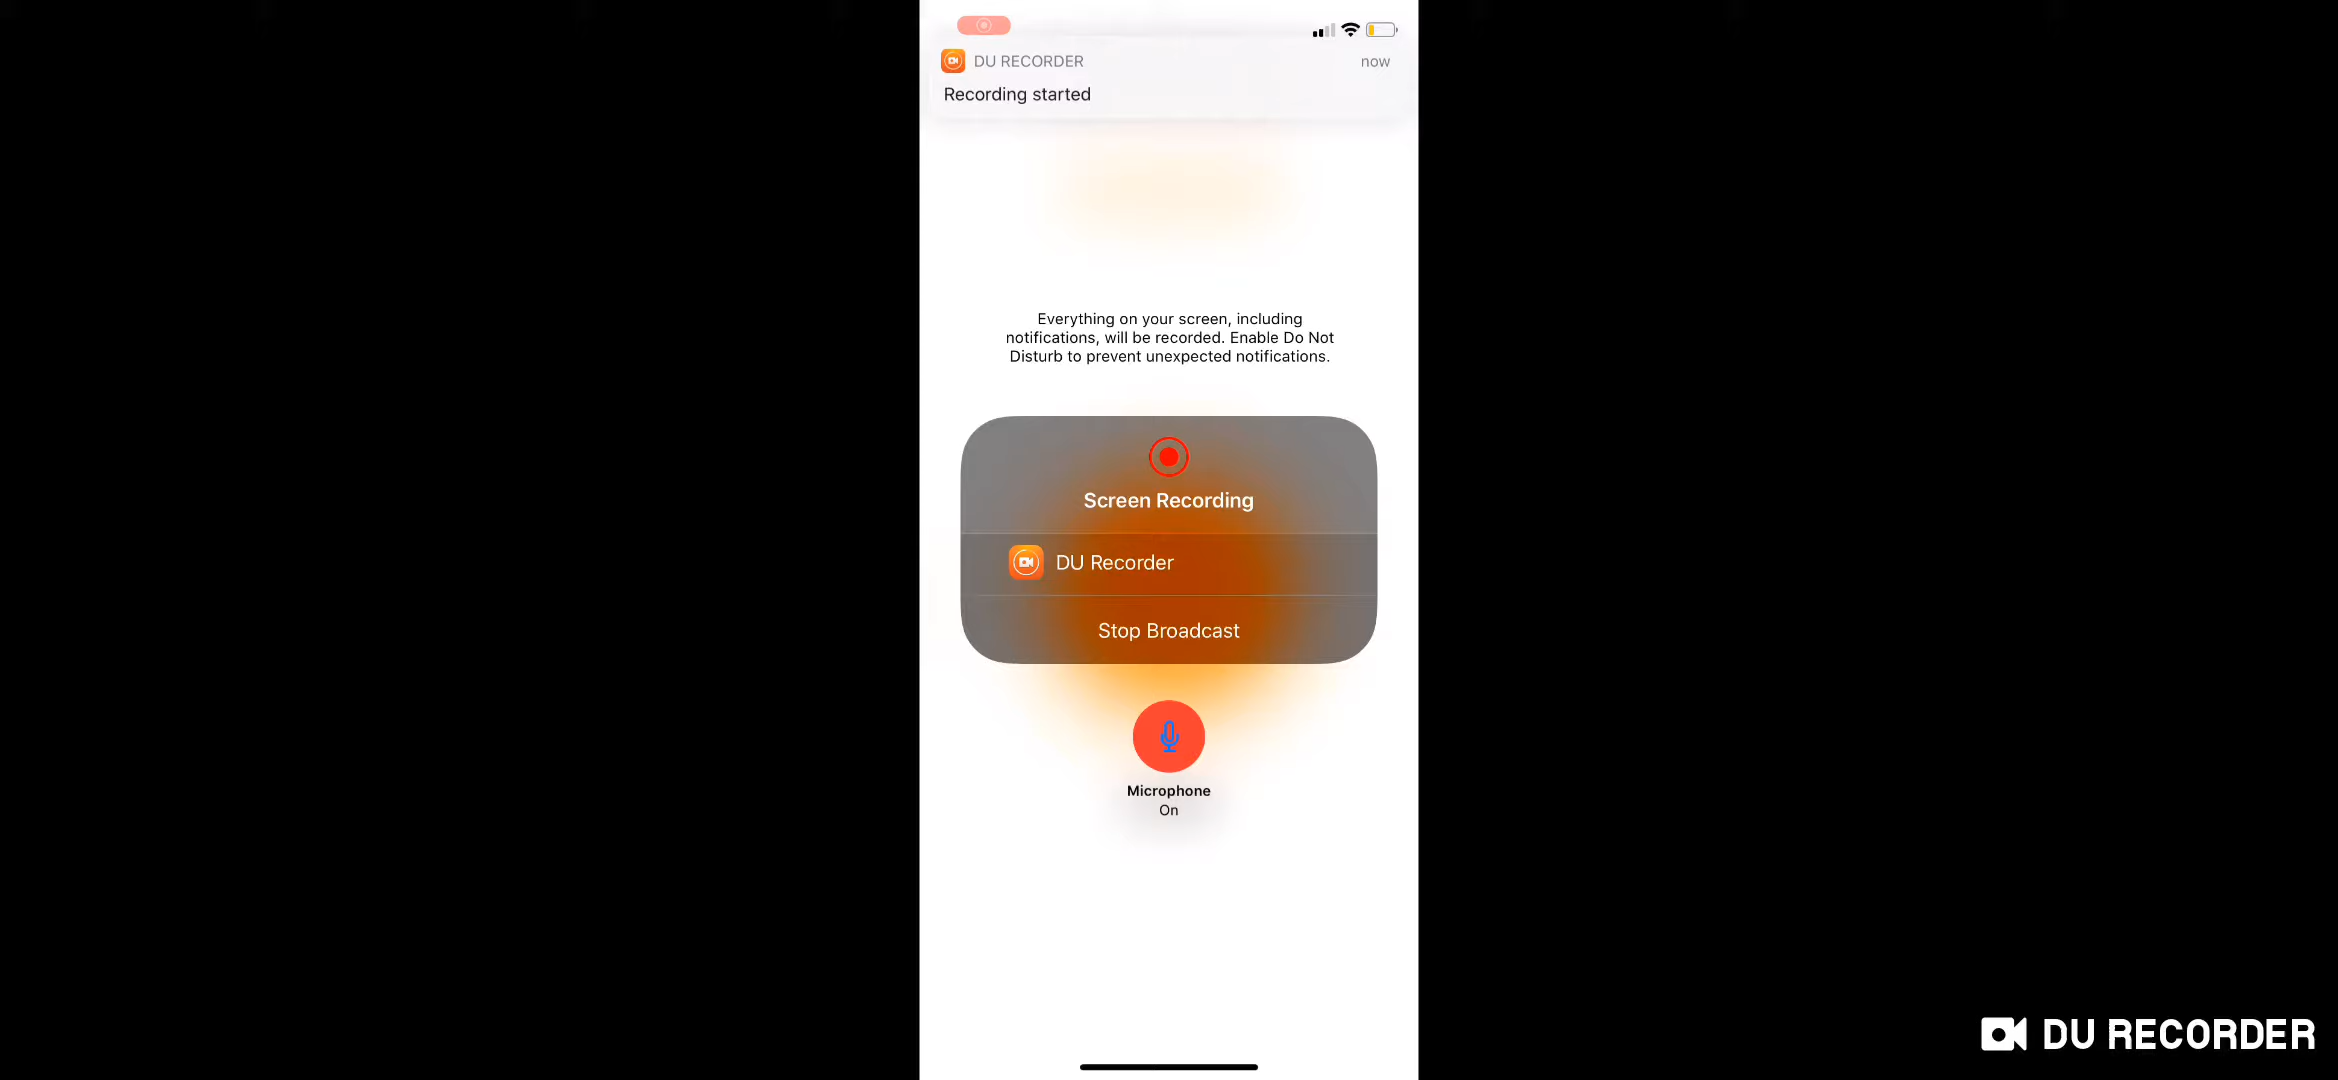 DU RECORDER
now
Recording started
Everything on your screen, including
notifications, will be recorded. Enable Do Not
Disturb to prevent unexpected notifications.
Screen Recording
DU Recorder
Stop Broadcast
Microphone
On
DU RECORDER